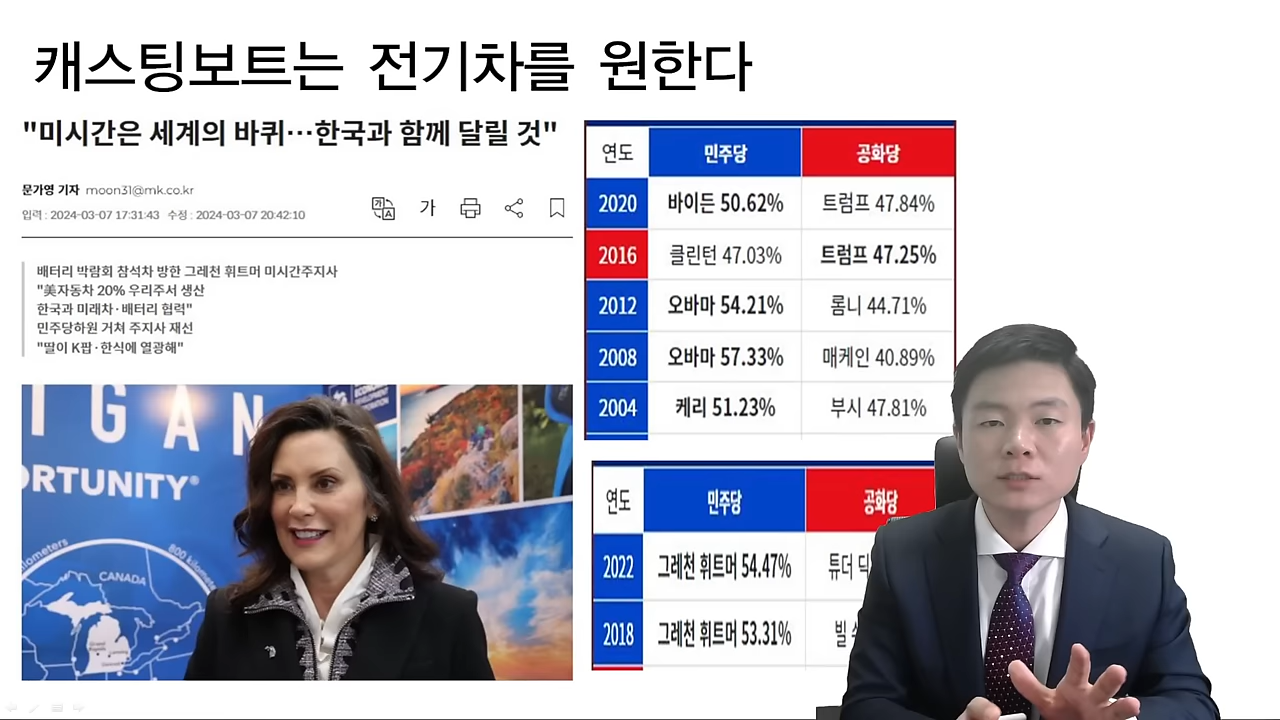 캐스팅보트는 전기차를 원한다
"미시간은 세계의 바퀴…한국과 함께 달릴 것"
문가영 기자 moon31@mk.co.kr
입력 : 2024-03-07 17:31:43 수정 : 2024-03-07 20:42:10
가
배터리 박람회 참석차 방한 그레천 휘트머 미시간주지사
"美자동차 20% 우리주서 생산
한국과 미래차·배터리 협력"
민주당하원 거쳐 주지사 재선
"딸이 K팝·한식에 열광해"
IGAN
ORTUNITY®
kilometers
800 kilome
CANADA
연도 민주당 공화당
2020 바이든 50.62% 트럼프 47.84%
2016 클린턴 47.03% 트럼프 47.25%
2012 오바마 54.21% 롬니 44.71%
2008 오바마 57.33% 매케인 40.89%
2004 케리 51.23% 부시 47.81%
연도 민주당 공화당
2022 그레천 휘트머 54.47% 튜더
2018 그레천 휘트머 53.31% 빌